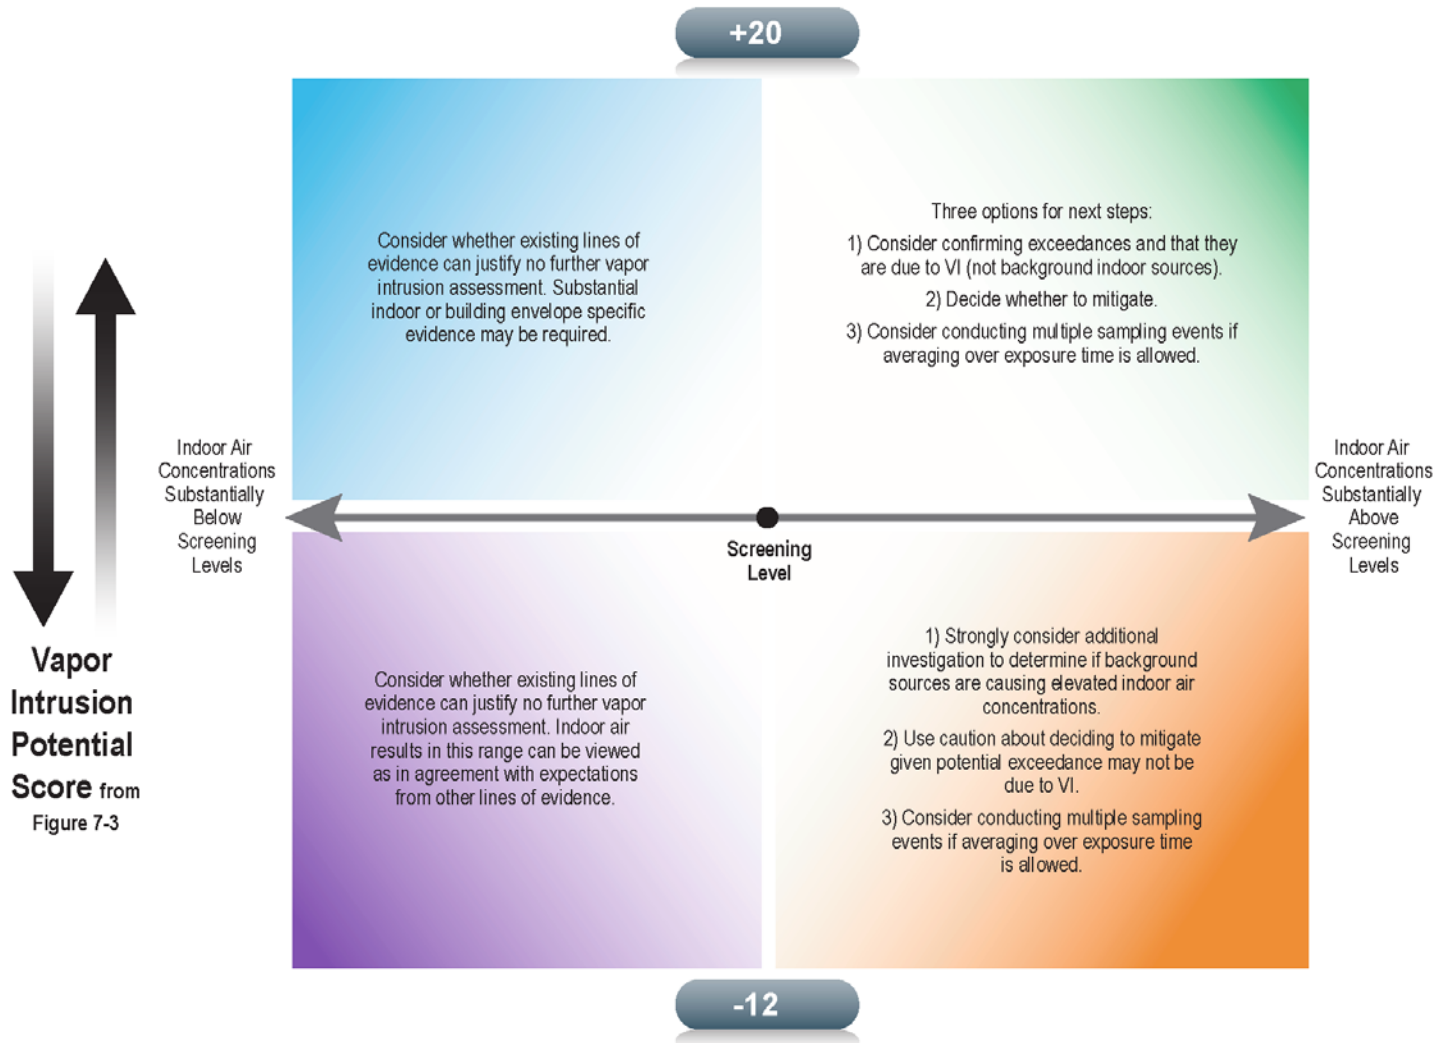 +20
Consider whether existing lines of
evidence can justify no further vapor
intrusion assessment. Substantial
indoor or building envelope specific
evidence may be required.
Three options for next steps:
1) Consider confirming exceedances and that they
are due to VI (not background indoor sources).
2) Decide whether to mitigate.
3) Consider conducting multiple sampling events if
averaging over exposure time is allowed.
Indoor Air
Concentrations
Substantially
Below
Screening
Levels
Screening
Level
Indoor Air
Concentrations
Substantially
Above
Screening
Levels
Vapor
Intrusion
Potential
Score from
Figure 7-3
Consider whether existing lines of
evidence can justify no further vapor
intrusion assessment. Indoor air
results in this range can be viewed
as in agreement with expectations
from other lines of evidence.
1) Strongly consider additional
investigation to determine if background
sources are causing elevated indoor air
concentrations.
2) Use caution about deciding to mitigate
given potential exceedance may not be
due to VI.
3) Consider conducting multiple sampling
events if averaging over exposure time
is allowed.
-12